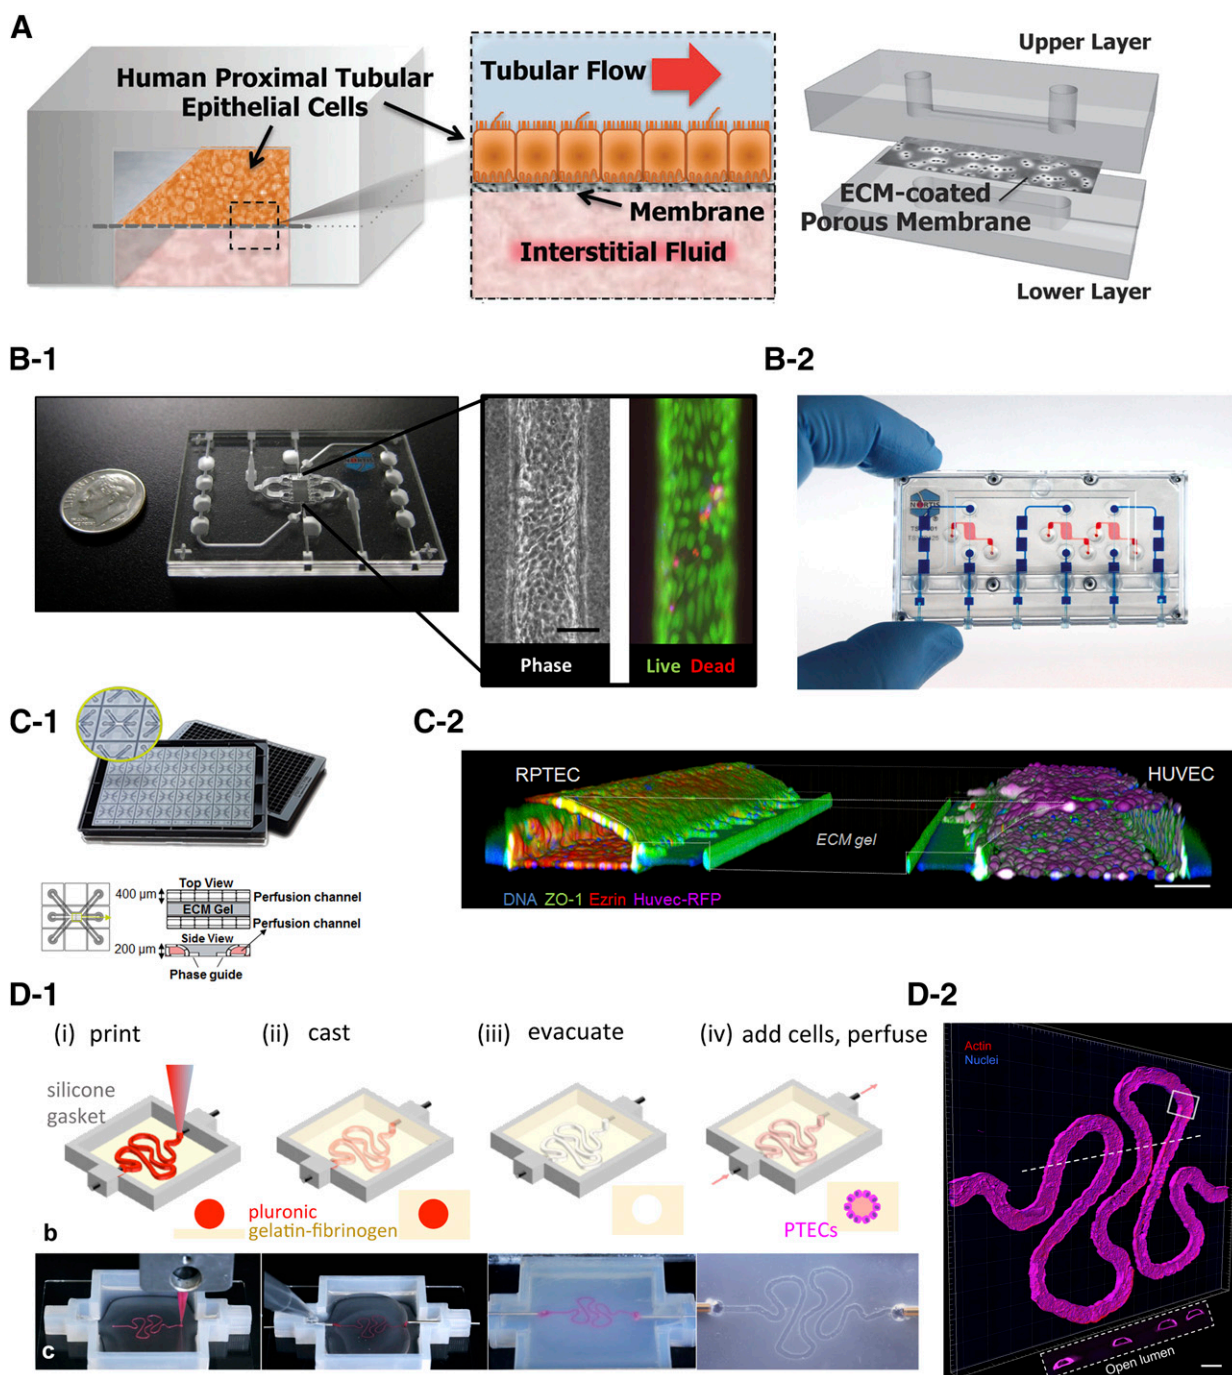 A
Human Proximal Tubular
Epithelial Cells
Tubular Flow
Membrane
Interstitial Fluid
Upper Layer
ECM-coated
Porous Membrane
Lower Layer
B-1
B-2
Phase
Live Dead
NORTIS
C-1
C-2
Top View
400 µm
Perfusion channel
ECM Gel
Perfusion channel
Side View
200 µm
Phase guide
RPTEC
HUVEC
ECM gel
DNA ZO-1 Ezrin Huvec-RFP
D-1
D-2
(i) print
(ii) cast
(iii) evacuate
(iv) add cells, perfuse
silicone
gasket
pluronic
gelatin-fibrinogen
PTECs
b
c
Actin
Nuclei
Open lumen